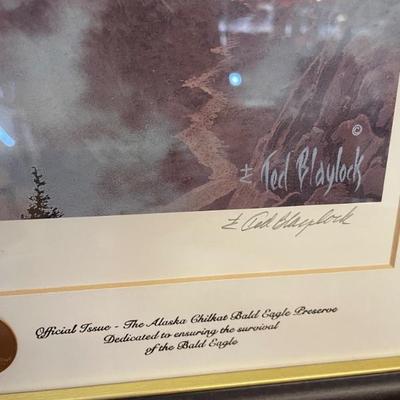 ©
Ted Blaylock
Ted Blaylock
Official Issue - The Alaska Chilkat Bald Eagle Preserve
Dedicated to ensuring the survival
of the Bald Eagle